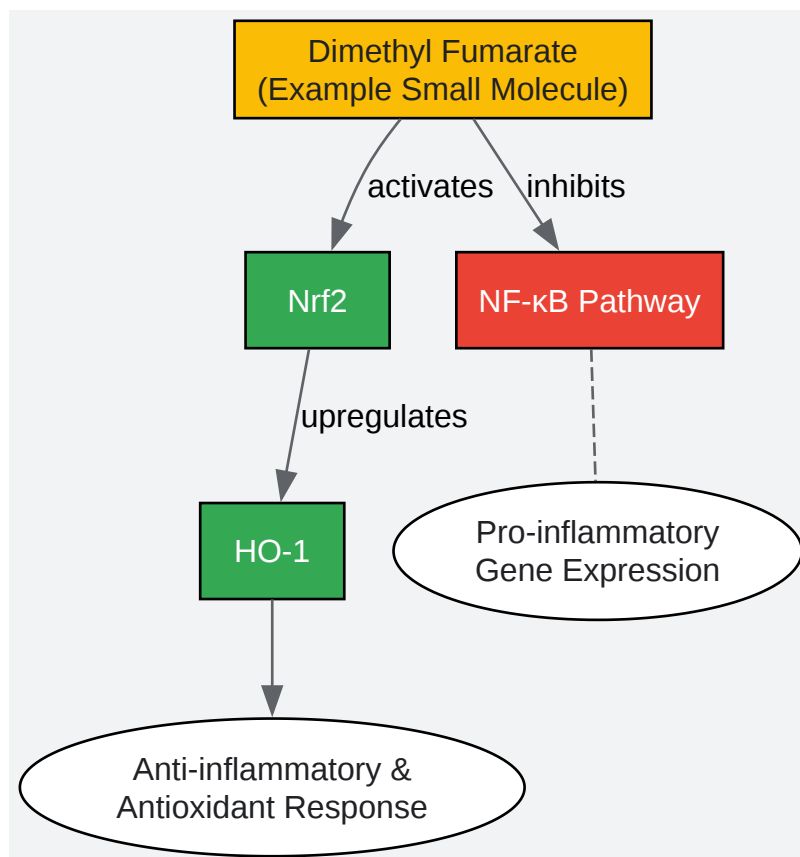 Dimethyl Fumarate
(Example Small Molecule)
activates
inhibits
Nrf2
NF-κB Pathway
upregulates
HO-1
Pro-inflammatory
Gene Expression
Anti-inflammatory &
Antioxidant Response